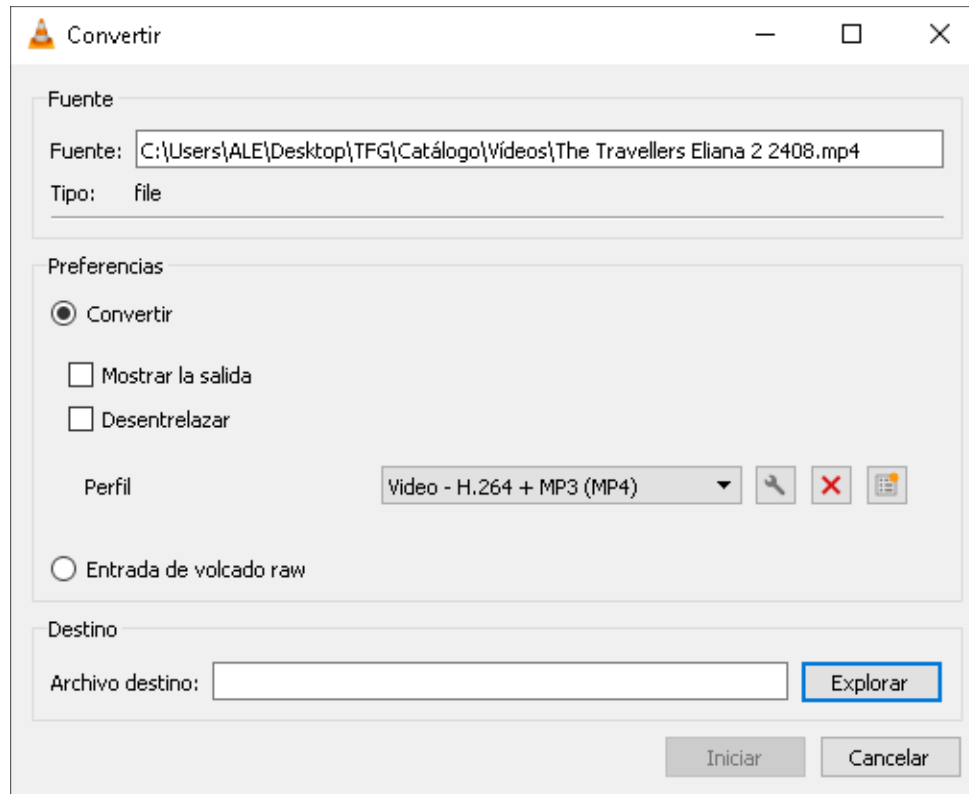 Convertir
Fuente
Fuente: C:\Users\ALE\Desktop\TFG\Catálogo\Vídeos\The Travellers Eliana 2 2408.mp4
Tipo: file
Preferencias
Convertir
Mostrar la salida
Desentrelazar
Perfil Video - H.264 + MP3 (MP4)
Entrada de volcado raw
Destino
Archivo destino: Explorar
Iniciar Cancelar